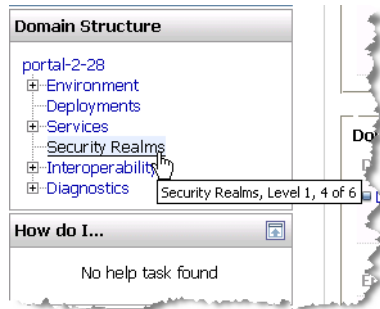 Domain Structure
portal-2-28
Environment
Deployments
Services
Security Realms
Interoperability
Diagnostics
Security Realms, Level 1, 4 of 6
How do I...
No help task found